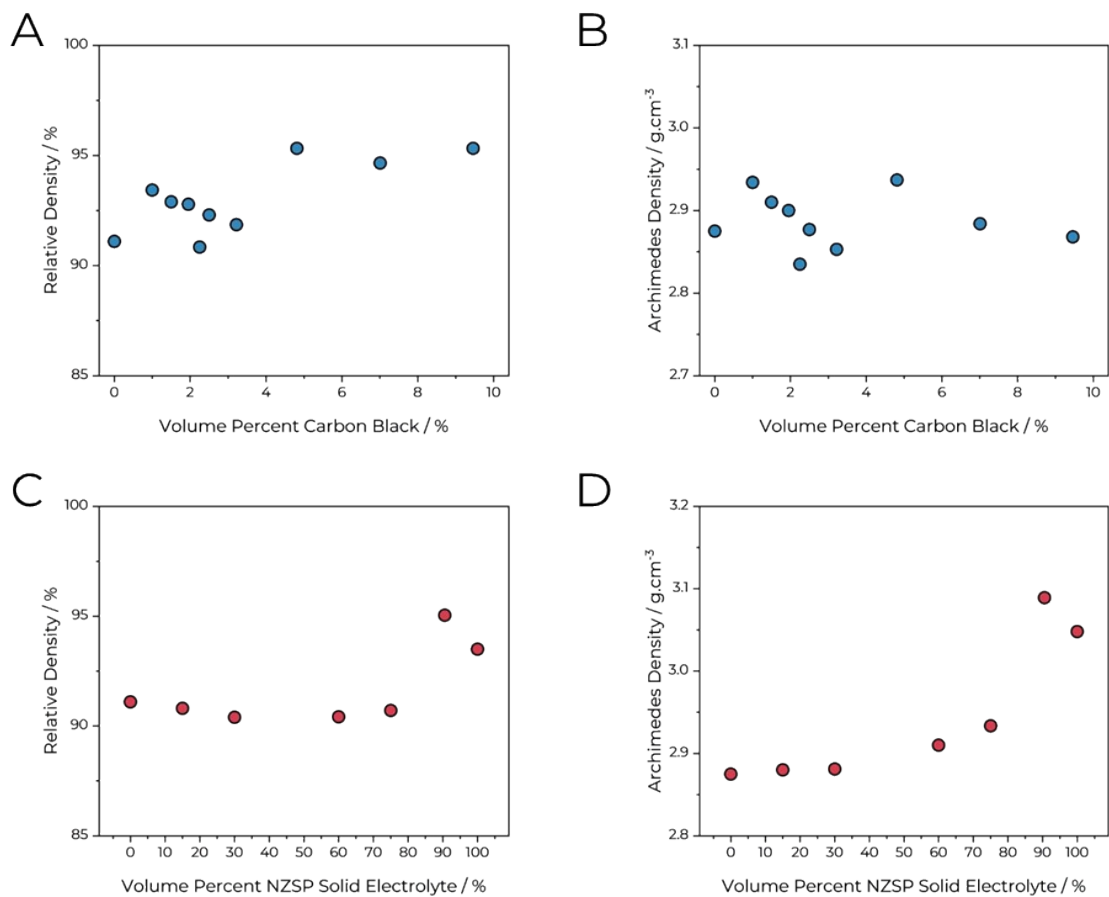 A
Relative Density / %
100
95
90
85
0 2 4 6 8 10
Volume Percent Carbon Black / %
B
Archimedes Density / g.cm⁻³
3.1
3.0
2.9
2.8
2.7
0 2 4 6 8 10
Volume Percent Carbon Black / %
C
Relative Density / %
100
95
90
85
0 10 20 30 40 50 60 70 80 90 100
Volume Percent NZSP Solid Electrolyte / %
D
Archimedes Density / g.cm⁻³
3.2
3.1
3.0
2.9
2.8
0 10 20 30 40 50 60 70 80 90 100
Volume Percent NZSP Solid Electrolyte / %